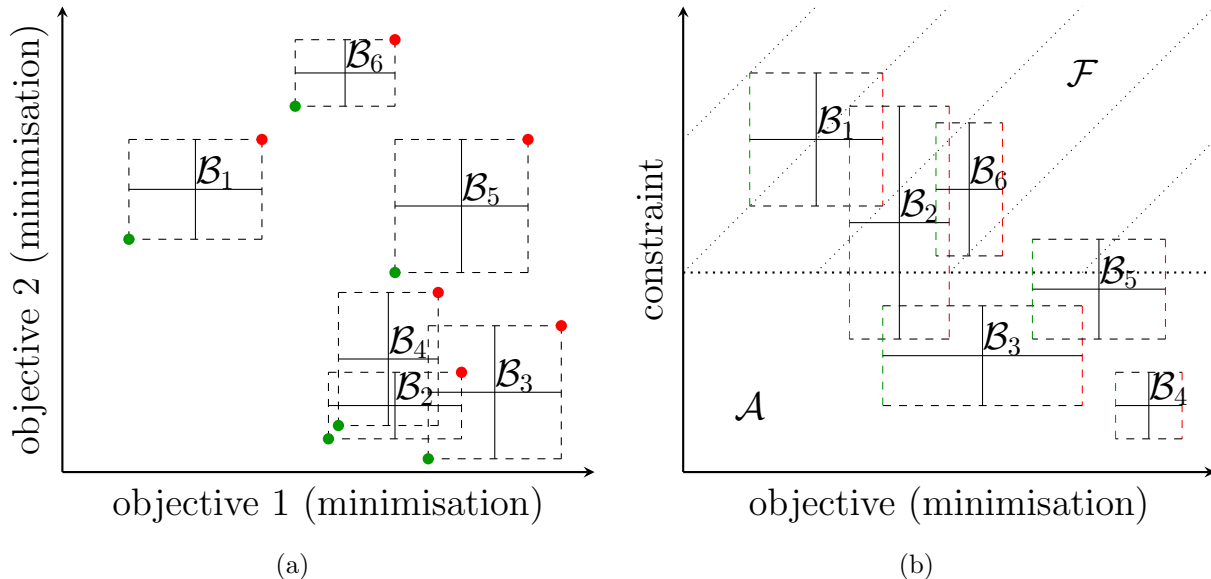 objective 2 (minimisation)
B6
B1
B5
B4
B2
B3
objective 1 (minimisation)
(a)
constraint
F
B1
B6
B2
B5
B3
B4
A
objective (minimisation)
(b)